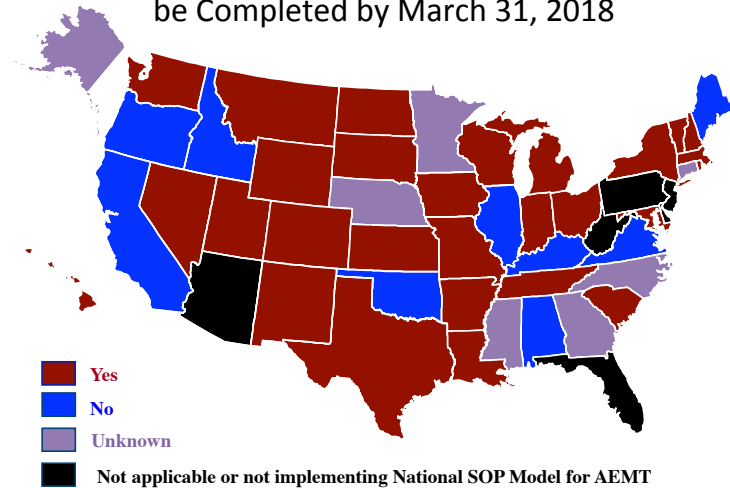 be Completed by March 31, 2018
Yes
No
Unknown
Not applicable or not implementing National SOP Model for AEMT